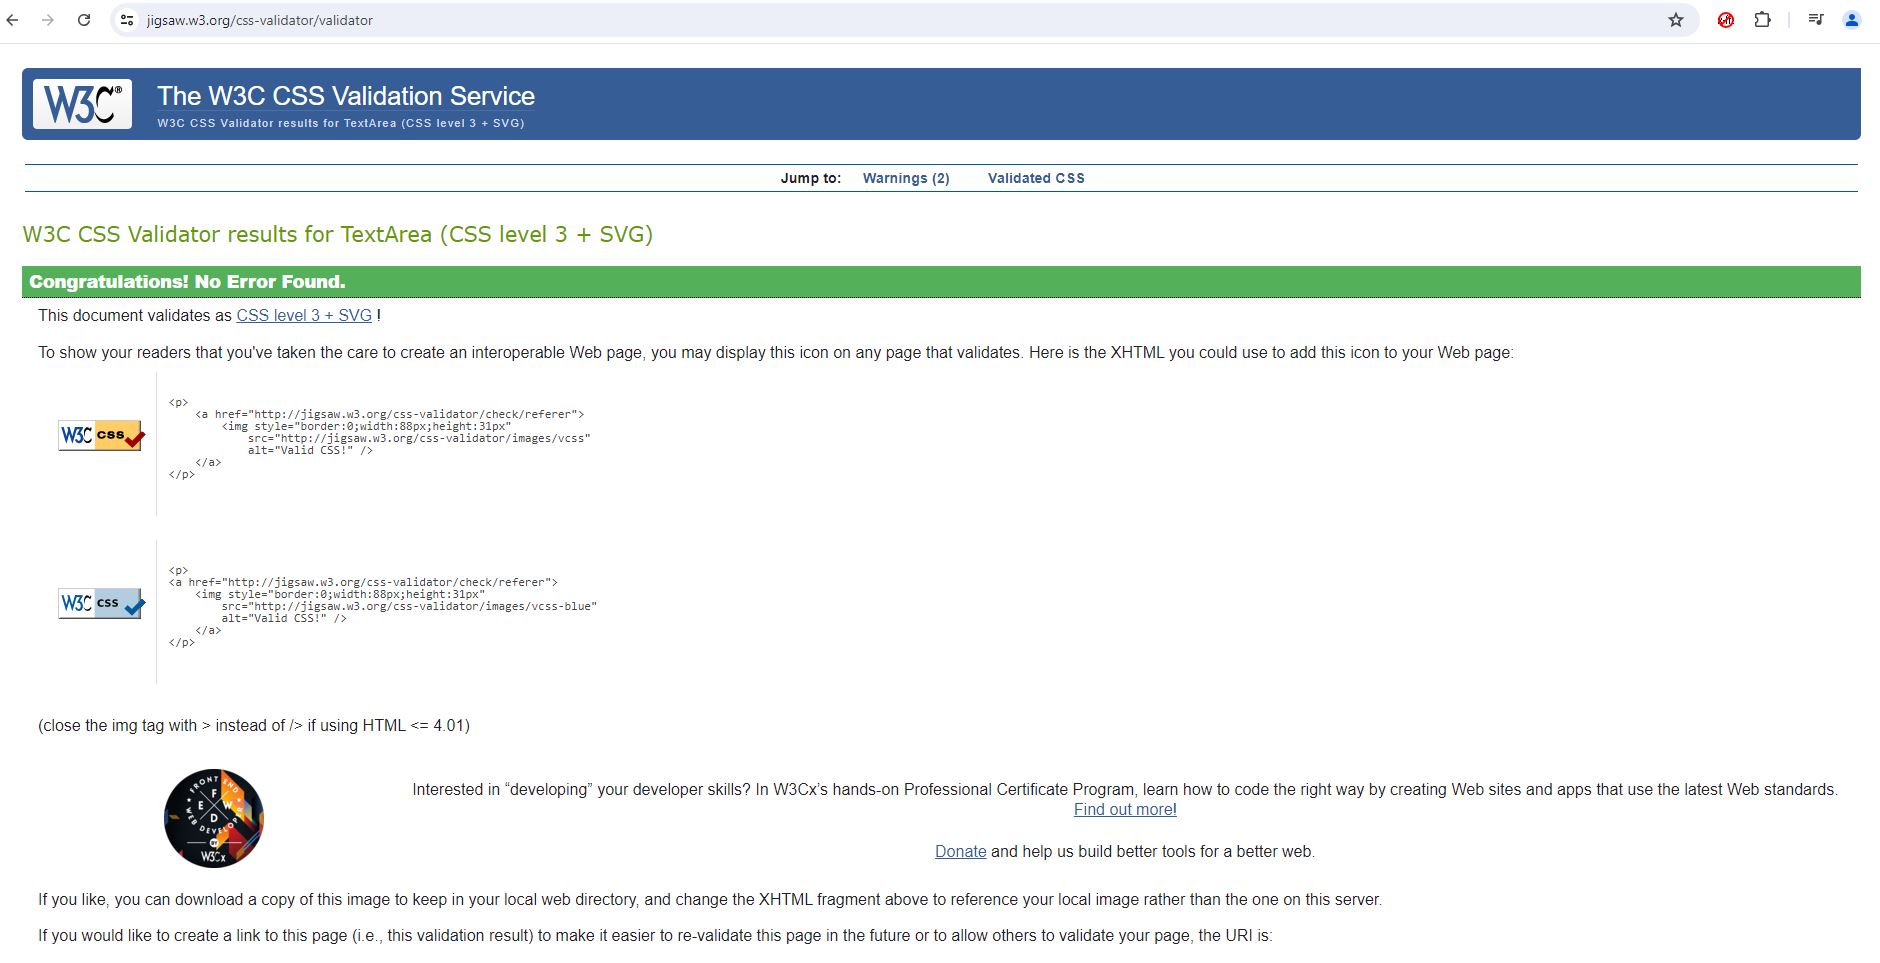 jigsaw.w3.org/css-validator/validator
W3C®
The W3C CSS Validation Service
W3C CSS Validator results for TextArea (CSS level 3 + SVG)
Jump to: Warnings (2) Validated CSS
W3C CSS Validator results for TextArea (CSS level 3 + SVG)
Congratulations! No Error Found.
This document validates as CSS level 3 + SVG !
To show your readers that you've taken the care to create an interoperable Web page, you may display this icon on any page that validates. Here is the XHTML you could use to add this icon to your Web page:
W3C css
<p>
<a href="http://jigsaw.w3.org/css-validator/check/referer">
<img style="border:0;width:88px;height:31px"
src="http://jigsaw.w3.org/css-validator/images/vcss"
alt="Valid CSS!" />
</a>
</p>
W3C css
<p>
<a href="http://jigsaw.w3.org/css-validator/check/referer">
<img style="border:0;width:88px;height:31px"
src="http://jigsaw.w3.org/css-validator/images/vcss-blue"
alt="Valid CSS!" />
</a>
</p>
(close the img tag with > instead of /> if using HTML <= 4.01)
FRONT END
WEB DEVELOPER
F E W D
W3Cx
Interested in “developing” your developer skills? In W3Cx’s hands-on Professional Certificate Program, learn how to code the right way by creating Web sites and apps that use the latest Web standards.
Find out more!
Donate and help us build better tools for a better web.
If you like, you can download a copy of this image to keep in your local web directory, and change the XHTML fragment above to reference your local image rather than the one on this server.
If you would like to create a link to this page (i.e., this validation result) to make it easier to re-validate this page in the future or to allow others to validate your page, the URI is: